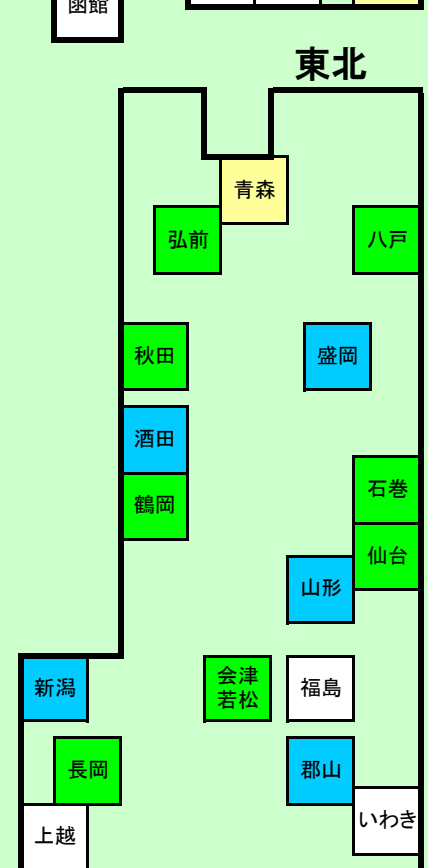 函館
東北
青森
弘前
八戸
秋田
盛岡
酒田
石巻
鶴岡
仙台
山形
新潟
会津
若松
福島
長岡
郡山
いわき
上越